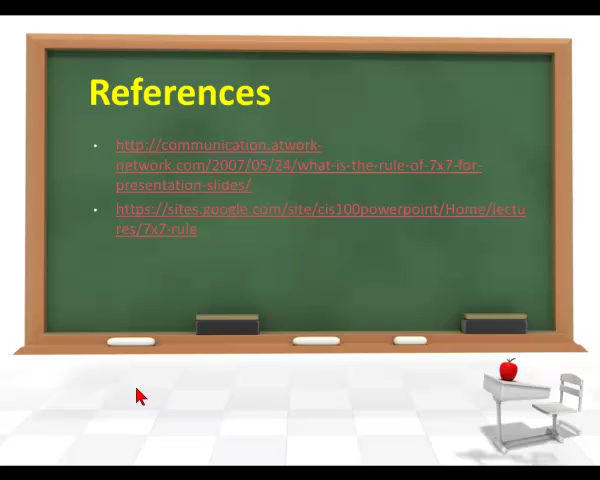 References
http://communication.atwork-
network.com/2007/05/24/what-is-the-rule-of-7x7-for-
presentation-slides/
https://sites.google.com/site/cis100powerpoint/Home/lectu
res/7x7-rule